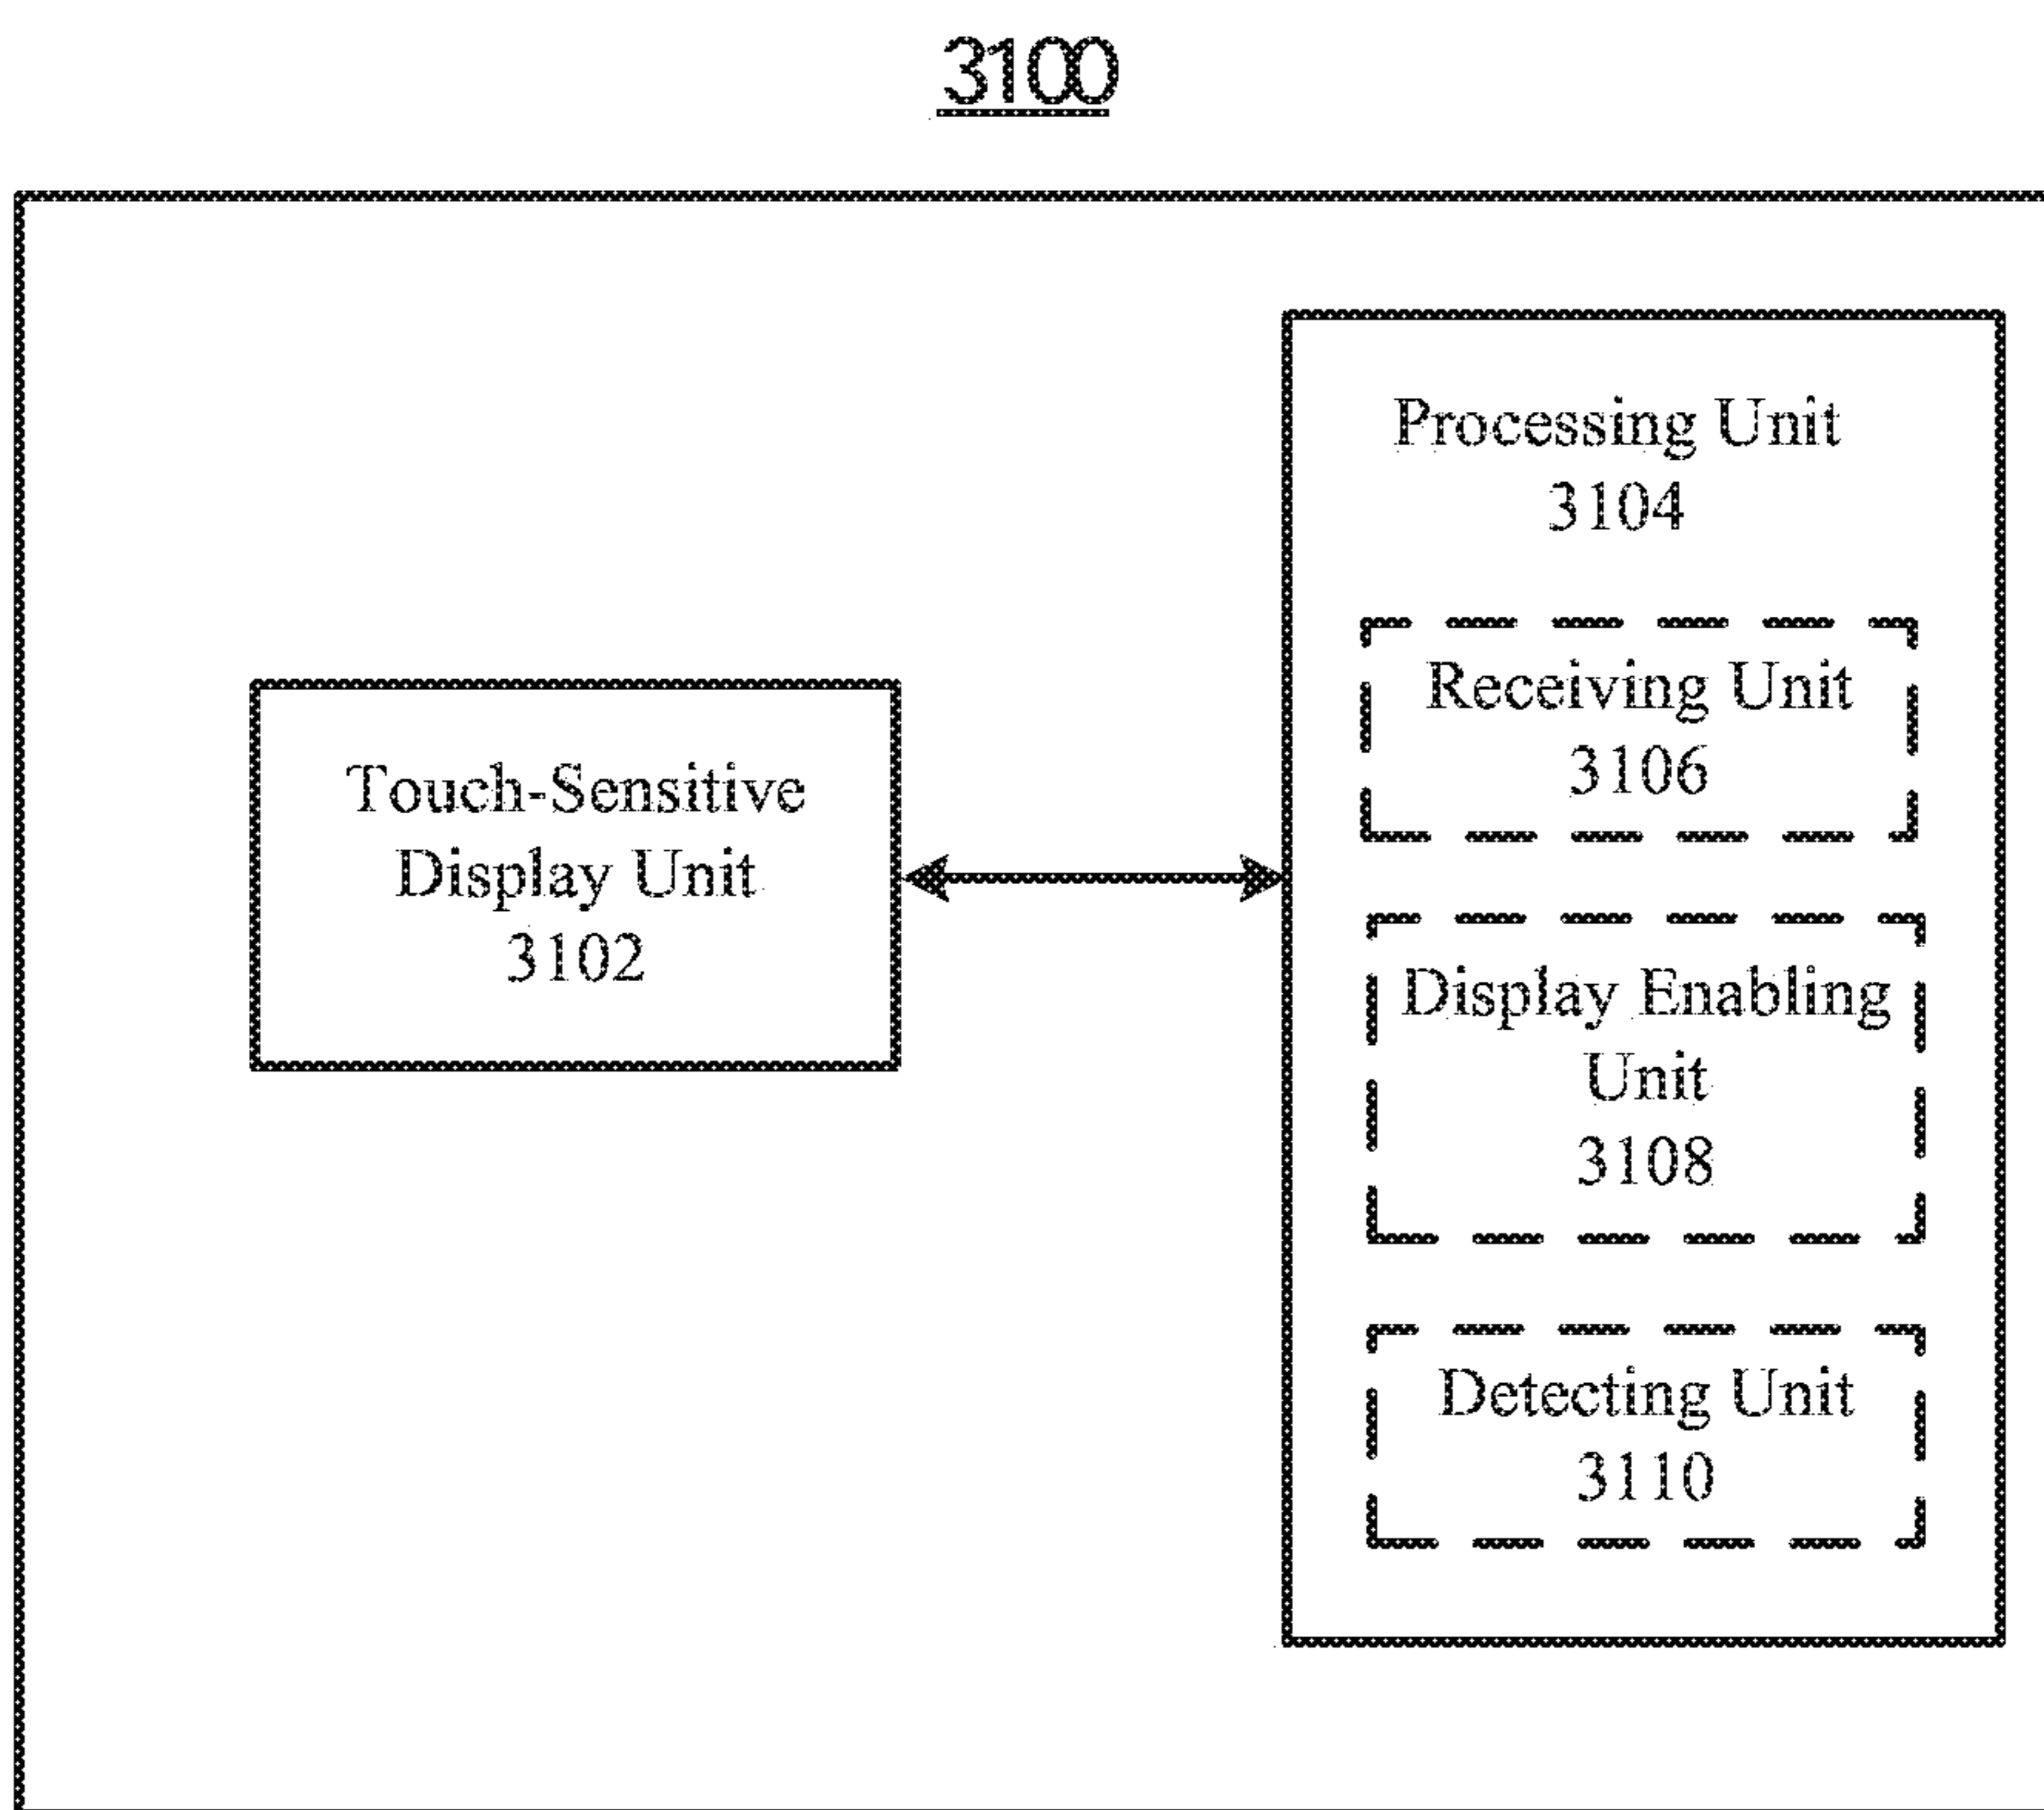 3100
Processing Unit
3104
Receiving Unit
3106
Touch-Sensitive
Display Unit
3102
Display Enabling
Unit
3108
Detecting Unit
3110